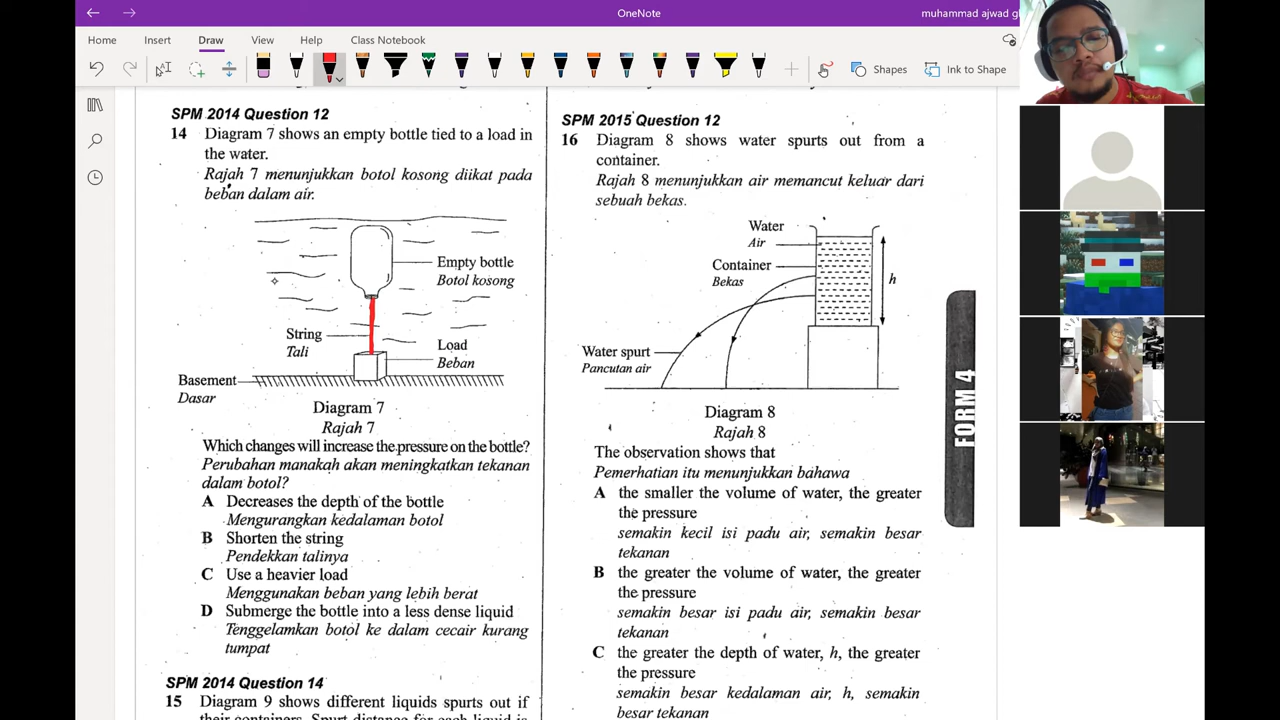 OneNote
muhammad ajwad gh
Home Insert Draw View Help Class Notebook
Shapes Ink to Shape
SPM 2014 Question 12
14 Diagram 7 shows an empty bottle tied to a load in
the water.
Rajah 7 menunjukkan botol kosong diikat pada
beban dalam air.
Empty bottle
Botol kosong
String
Tali
Load
Beban
Basement
Dasar
Diagram 7
Rajah 7
Which changes will increase the pressure on the bottle?
Perubahan manakah akan meningkatkan tekanan
dalam botol?
A Decreases the depth of the bottle
Mengurangkan kedalaman botol
B Shorten the string
Pendekkan talinya
C Use a heavier load
Menggunakan beban yang lebih berat
D Submerge the bottle into a less dense liquid
Tenggelamkan botol ke dalam cecair kurang
tumpat
SPM 2014 Question 14
15 Diagram 9 shows different liquids spurts out if
their containers. Spurt distance for each liquid is
SPM 2015 Question 12
16 Diagram 8 shows water spurts out from a
container.
Rajah 8 menunjukkan air memancut keluar dari
sebuah bekas.
Water
Air
Container
Bekas
h
Water spurt
Pancutan air
Diagram 8
Rajah 8
The observation shows that
Pemerhatian itu menunjukkan bahawa
A the smaller the volume of water, the greater
the pressure
semakin kecil isi padu air, semakin besar
tekanan
B the greater the volume of water, the greater
the pressure
semakin besar isi padu air, semakin besar
tekanan
C the greater the depth of water, h, the greater
the pressure
semakin besar kedalaman air, h, semakin
besar tekanan
FORM 4